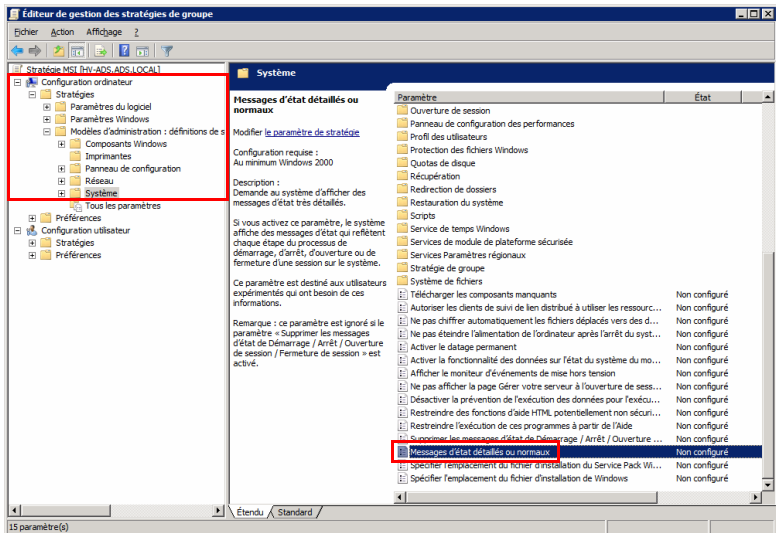 Éditeur de gestion des stratégies de groupe
Fichier Action Affichage ?
Stratégie MSI [HV-ADS.ADS.LOCAL]
Configuration ordinateur
Stratégies
Paramètres du logiciel
Paramètres Windows
Modèles d'administration : définitions de s
Composants Windows
Imprimantes
Panneau de configuration
Réseau
Système
Tous les paramètres
Préférences
Configuration utilisateur
Stratégies
Préférences
Système
Messages d'état détaillés ou
normaux
Modifier le paramètre de stratégie
Configuration requise :
Au minimum Windows 2000
Description :
Demande au système d'afficher des
messages d'état très détaillés.
Si vous activez ce paramètre, le système
affiche des messages d'état qui reflètent
chaque étape du processus de
démarrage, d'arrêt, d'ouverture ou de
fermeture d'une session sur le système.
Ce paramètre est destiné aux utilisateurs
expérimentés qui ont besoin de ces
informations.
Remarque : ce paramètre est ignoré si le
paramètre « Supprimer les messages
d'état de Démarrage / Arrêt / Ouverture
de session / Fermeture de session » est
activé.
Paramètre État
Ouverture de session
Panneau de configuration des performances
Profil des utilisateurs
Protection des fichiers Windows
Quotas de disque
Récupération
Redirection de dossiers
Restauration du système
Scripts
Service de temps Windows
Services de module de plateforme sécurisée
Services Paramètres régionaux
Stratégie de groupe
Système de fichiers
Télécharger les composants manquants Non configuré
Autoriser les clients de suivi de lien distribué à utiliser les ressourc... Non configuré
Ne pas chiffrer automatiquement les fichiers déplacés vers des d... Non configuré
Ne pas éteindre l'alimentation de l'ordinateur après l'arrêt du syst... Non configuré
Activer le datage permanent Non configuré
Activer la fonctionnalité des données sur l'état du système du mo... Non configuré
Afficher le moniteur d'événements de mise hors tension Non configuré
Ne pas afficher la page Gérer votre serveur à l'ouverture de sess... Non configuré
Désactiver la prévention de l'exécution des données pour l'exécu... Non configuré
Restreindre des fonctions d'aide HTML potentiellement non sécuri... Non configuré
Restreindre l'exécution de ces programmes à partir de l'Aide Non configuré
Supprimer les messages d'état de Démarrage / Arrêt / Ouverture ... Non configuré
Messages d'état détaillés ou normaux Non configuré
Spécifier l'emplacement du fichier d'installation du Service Pack Wi... Non configuré
Spécifier l'emplacement du fichier d'installation de Windows Non configuré
Étendu Standard
15 paramètre(s)